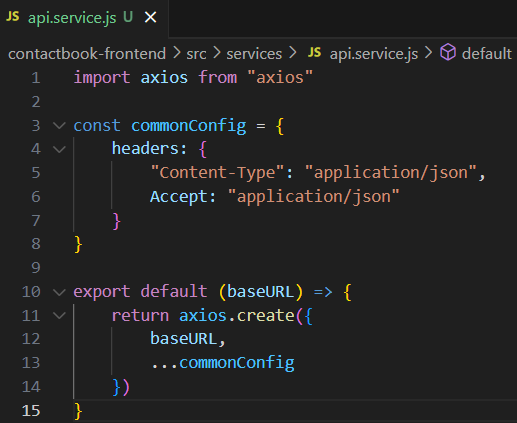 JS api.service.js U ×
contactbook-frontend > src > services > JS api.service.js > default
1 import axios from "axios"
2
3 const commonConfig = {
4     headers: {
5         "Content-Type": "application/json",
6         Accept: "application/json"
7     }
8 }
9
10 export default (baseURL) => {
11     return axios.create({
12         baseURL,
13         ...commonConfig
14     })
15 }